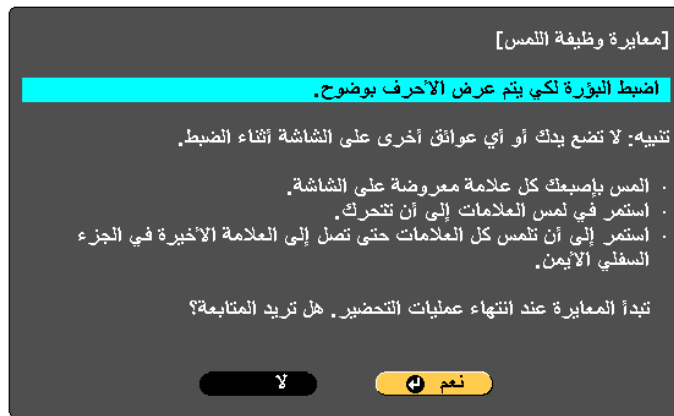 [معايرة وظيفة اللمس]
اضبط البؤرة لكي يتم عرض الأحرف بوضوح.
تنبيه: لا تضع يدك أو أي عوائق أخرى على الشاشة أثناء الضبط.
· المس بإصبعك كل علامة معروضة على الشاشة.
· استمر في لمس العلامات إلى أن تتحرك.
· استمر إلى أن تلمس كل العلامات حتى تصل إلى العلامة الأخيرة في الجزء
السفلي الأيمن.
تبدأ المعايرة عند انتهاء عمليات التحضير. هل تريد المتابعة؟
نعم لا